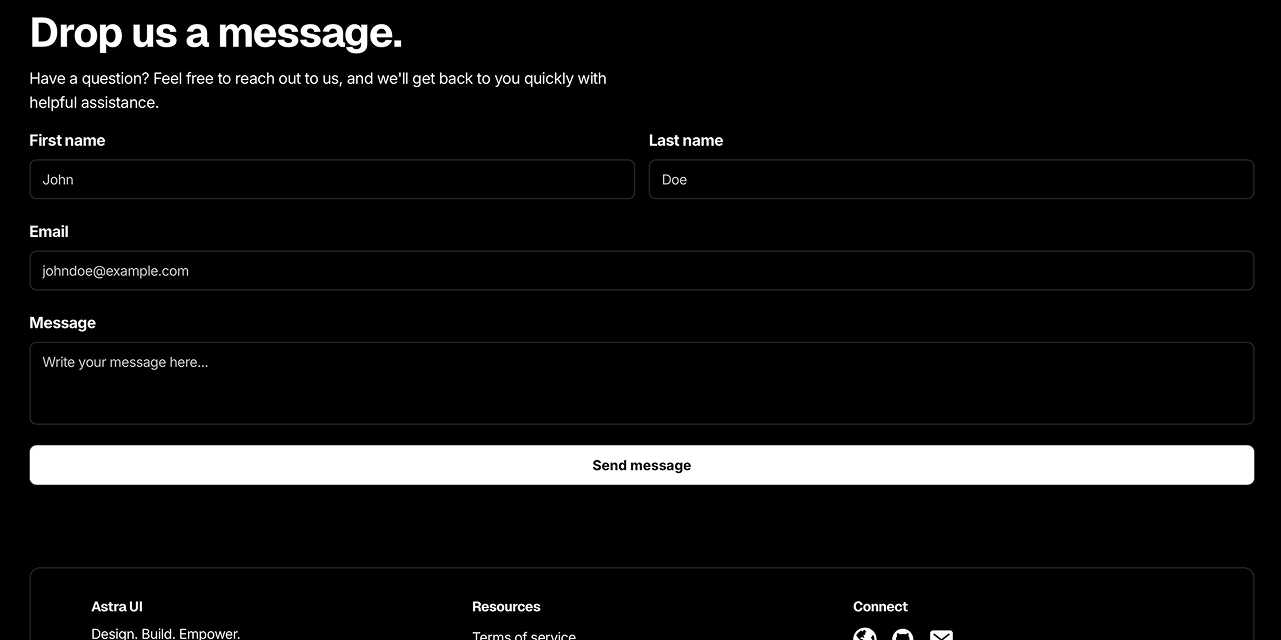 Drop us a message.
Have a question? Feel free to reach out to us, and we'll get back to you quickly with
helpful assistance.
First name
Last name
John
Doe
Email
johndoe@example.com
Message
Write your message here...
Send message
Astra UI
Resources
Connect
Design. Build. Empower.
Terms of service